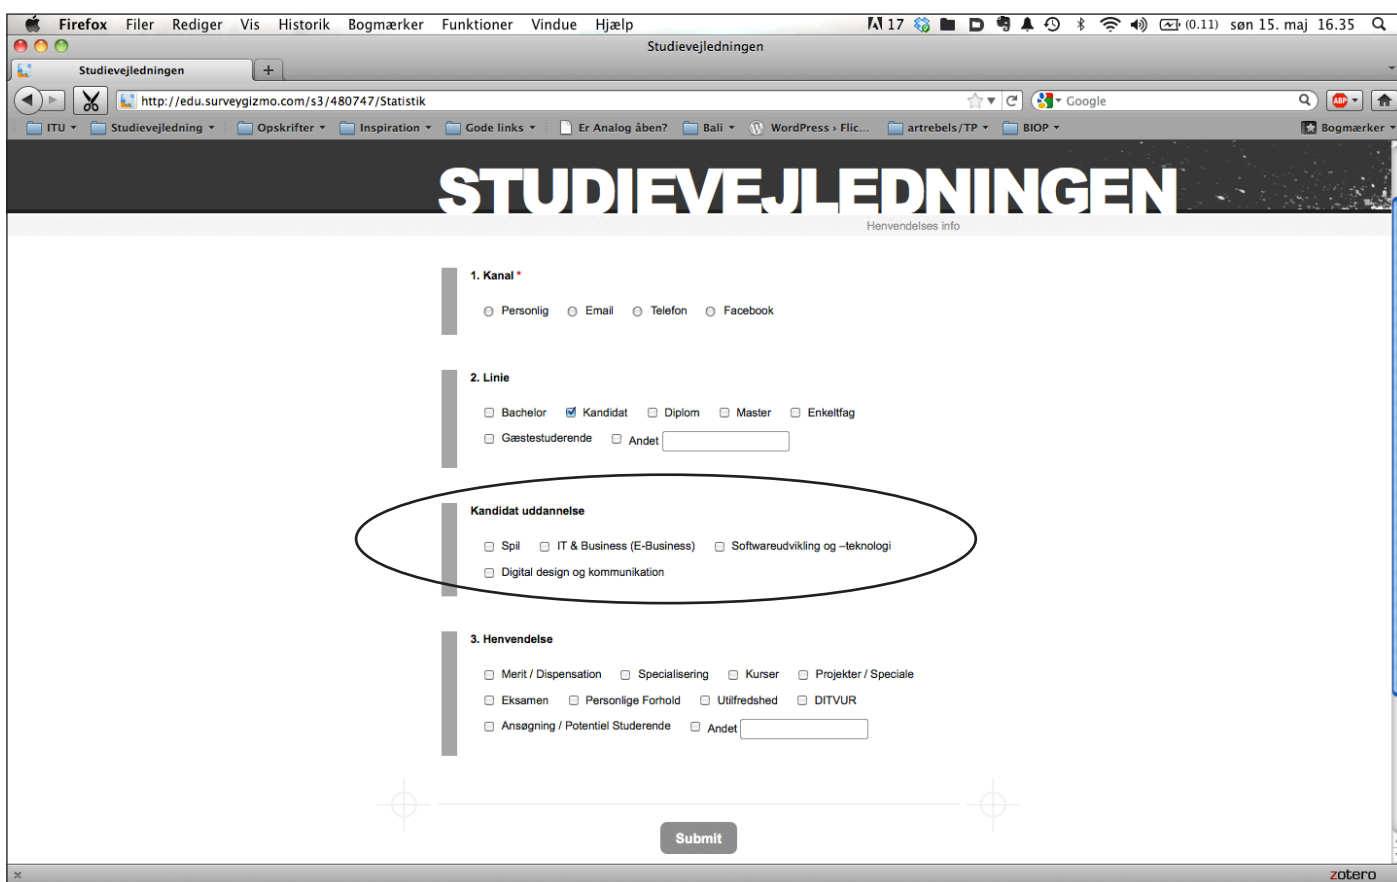 Firefox Filer Rediger Vis Historik Bogmærker Funktioner Vindue Hjælp 17 (0.11) søn 15. maj 16.35
Studievejledningen
Studievejledningen +
http://edu.surveygizmo.com/s3/480747/Statistik Google ABP
ITU Studievejledning Opskrifter Inspiration Gode links Er Analog åben? Bali WordPress › Flic... artrebels/TP BIOP Bogmærker
STUDIEVEJLEDNINGEN
Henvendelses info
1. Kanal *
Personlig Email Telefon Facebook
2. Linie
Bachelor Kandidat Diplom Master Enkeltfag
Gæstestuderende Andet
Kandidat uddannelse
Spil IT & Business (E-Business) Softwareudvikling og –teknologi
Digital design og kommunikation
3. Henvendelse
Merit / Dispensation Specialisering Kurser Projekter / Speciale
Eksamen Personlige Forhold Utilfredshed DITVUR
Ansøgning / Potentiel Studerende Andet
Submit
zotero